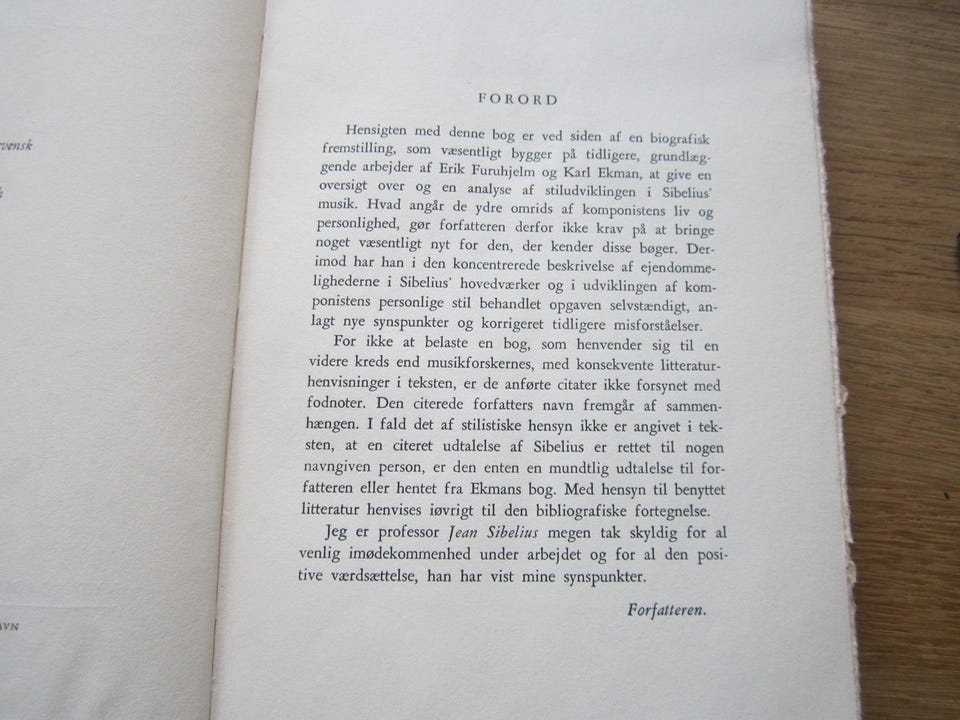 svensk
AVN
FORORD
Hensigten med denne bog er ved siden af en biografisk
fremstilling, som væsentligt bygger på tidligere, grundlæg-
gende arbejder af Erik Furuhjelm og Karl Ekman, at give en
oversigt over og en analyse af stiludviklingen i Sibelius'
musik. Hvad angår de ydre omrids af komponistens liv og
personlighed, gør forfatteren derfor ikke krav på at bringe
noget væsentligt nyt for den, der kender disse bøger. Der-
imod har han i den koncentrerede beskrivelse af ejendomme-
lighederne i Sibelius' hovedværker og i udviklingen af kom-
ponistens personlige stil behandlet opgaven selvstændigt, an-
lagt nye synspunkter og korrigeret tidligere misforståelser.
For ikke at belaste en bog, som henvender sig til en
videre kreds end musikforskernes, med konsekvente litteratur-
henvisninger i teksten, er de anførte citater ikke forsynet med
fodnoter. Den citerede forfatters navn fremgår af sammen-
hængen. I fald det af stilistiske hensyn ikke er angivet i tek-
sten, at en citeret udtalelse af Sibelius er rettet til nogen
navngiven person, er den enten en mundtlig udtalelse til for-
fatteren eller hentet fra Ekmans bog. Med hensyn til benyttet
litteratur henvises iøvrigt til den bibliografiske fortegnelse.
Jeg er professor Jean Sibelius megen tak skyldig for al
venlig imødekommenhed under arbejdet og for al den posi-
tive værdsættelse, han har vist mine synspunkter.
Forfatteren.